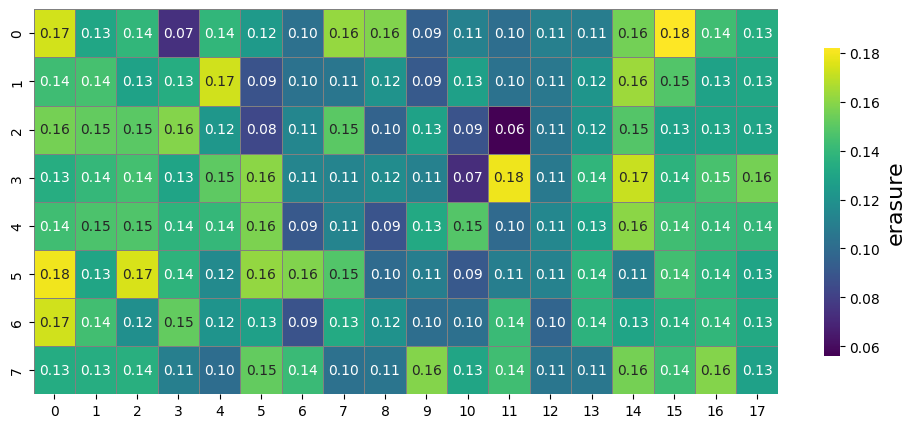 0 0.17 0.13 0.14 0.07 0.14 0.12 0.10 0.16 0.16 0.09 0.11 0.10 0.11 0.11 0.16 0.18 0.14 0.13
1 0.14 0.14 0.13 0.13 0.17 0.09 0.10 0.11 0.12 0.09 0.13 0.10 0.11 0.12 0.16 0.15 0.13 0.13
2 0.16 0.15 0.15 0.16 0.12 0.08 0.11 0.15 0.10 0.13 0.09 0.06 0.11 0.12 0.15 0.13 0.13 0.13
3 0.13 0.14 0.14 0.13 0.15 0.16 0.11 0.11 0.12 0.11 0.07 0.18 0.11 0.14 0.17 0.14 0.15 0.16
4 0.14 0.15 0.15 0.14 0.14 0.16 0.09 0.11 0.09 0.13 0.15 0.10 0.11 0.13 0.16 0.14 0.14 0.14
5 0.18 0.13 0.17 0.14 0.12 0.16 0.16 0.15 0.10 0.11 0.09 0.11 0.11 0.14 0.11 0.14 0.14 0.13
6 0.17 0.14 0.12 0.15 0.12 0.13 0.09 0.13 0.12 0.10 0.10 0.14 0.10 0.14 0.13 0.14 0.14 0.13
7 0.13 0.13 0.14 0.11 0.10 0.15 0.14 0.10 0.11 0.16 0.13 0.14 0.11 0.11 0.16 0.14 0.16 0.13
0 1 2 3 4 5 6 7 8 9 10 11 12 13 14 15 16 17
0.18
0.16
0.14
0.12
0.10
0.08
0.06
erasure